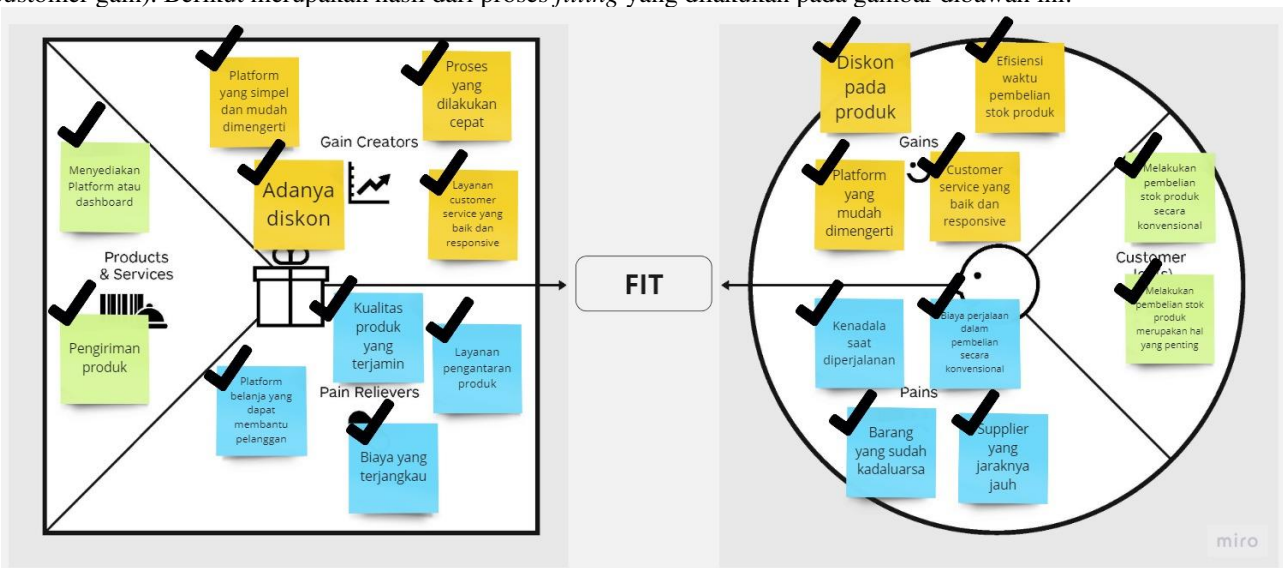 customer gain). Berikut merupakan hasil dari proses fitting yang dilakukan pada gambar dibawah ini.
Platform
yang simpel
dan mudah
dimengerti
Proses
yang
dilakukan
cepat
Gain Creators
Menyediakan
Platform atau
dashboard
Adanya
diskon
Layanan
customer
service yang
baik dan
responsive
Products
& Services
Pengiriman
produk
Kualitas
produk
yang
terjamin
Layanan
pengantaran
produk
Platform
belanja yang
dapat
membantu
pelanggan
Pain Relievers
Biaya yang
terjangkau
FIT
Diskon
pada
produk
Efisiensi
waktu
pembelian
stok produk
Gains
Platform
yang
mudah
dimengerti
Customer
service yang
baik dan
responsive
Melakukan
pembelian
stok produk
secara
konvensional
Customer
Melakukan
pembelian stok
produk
merupakan hal
yang penting
Kenadala
saat
diperjalanan
Biaya perjalaan
dalam
pembelian
secara
konvensional
Pains
Barang
yang sudah
kadaluarsa
Supplier
yang
jaraknya
jauh
miro